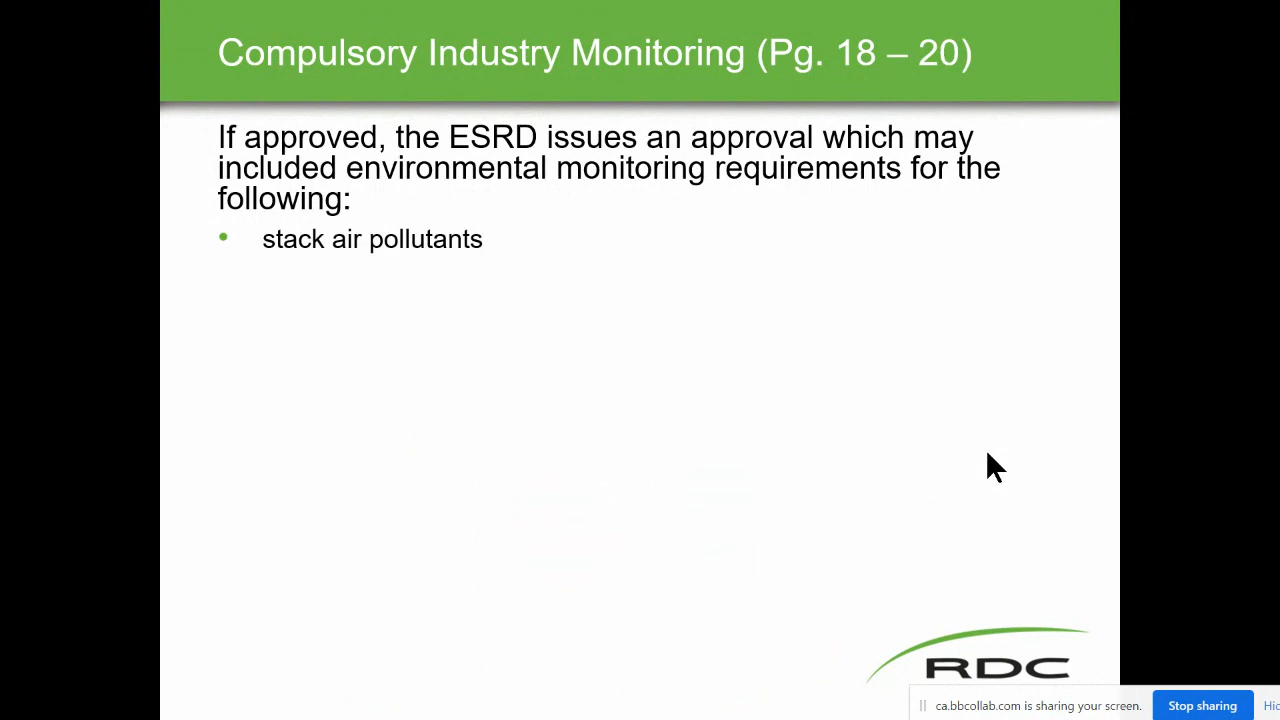 Compulsory Industry Monitoring (Pg. 18 – 20)
If approved, the ESRD issues an approval which may
included environmental monitoring requirements for the
following:
• stack air pollutants
RDC
ca.bbcollab.com is sharing your screen.
Stop sharing
Hid